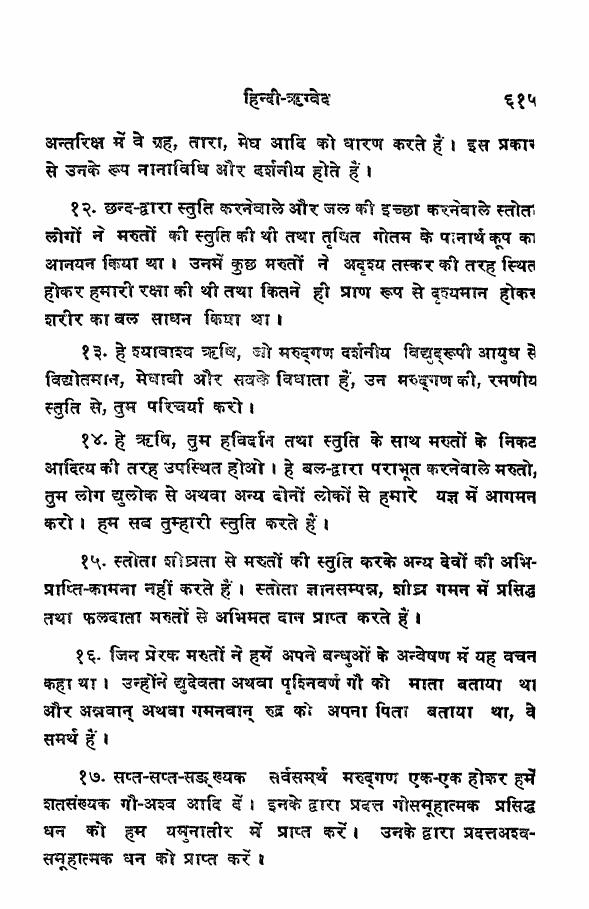 हिन्दी-ऋग्वेद ६१५
अन्तरिक्ष में वे ग्रह, तारा, मेघ आदि को धारण करते हैं। इस प्रकार
से उनके रूप नानाविधि और दर्शनीय होते हैं।
१२. छन्द-द्वारा स्तुति करनेवाले और जल की इच्छा करनेवाले स्तोता
लोगों ने मरुतों की स्तुति की थी तथा तृषित गोतम के पानार्थ कूप का
आनयन किया था। उनमें कुछ मरुतों ने अदृश्य तस्कर की तरह स्थित
होकर हमारी रक्षा की थी तथा कितने ही प्राण रूप से दृश्यमान होकर
शरीर का बल साधन किया था।
१३. हे श्यावाश्व ऋषि, जो मरुद्गण दर्शनीय विद्युद्रूपी आयुध से
विद्योतमान, मेधावी और सबके विधाता हैं, उन मरुद्गण की, रमणीय
स्तुति से, तुम परिचर्या करो।
१४. हे ऋषि, तुम हविर्दान तथा स्तुति के साथ मरुतों के निकट
आदित्य की तरह उपस्थित होओ। हे बल-द्वारा पराभूत करनेवाले मरुतो,
तुम लोग द्युलोक से अथवा अन्य दोनों लोकों से हमारे यज्ञ में आगमन
करो। हम सब तुम्हारी स्तुति करते हैं।
१५. स्तोता शीघ्रता से मरुतों की स्तुति करके अन्य देवों की अभि-
प्राप्ति-कामना नहीं करते हैं। स्तोता ज्ञानसम्पन्न, शीघ्र गमन में प्रसिद्ध
तथा फलदाता मरुतों से अभिमत दान प्राप्त करते हैं।
१६. जिन प्रेरक मरुतों ने हमें अपने बन्धुओं के अन्वेषण में यह वचन
कहा था। उन्होंने द्युदेवता अथवा पृश्निवर्ण गौ को माता बताया था
और अन्नवान् अथवा गमनवान् रुद्र को अपना पिता बताया था, वे
समर्थ हैं।
१७. सप्त-सप्त-सङ्ख्यक सर्वसमर्थ मरुद्गण एक-एक होकर हमें
शतसंख्यक गौ-अश्व आदि दें। इनके द्वारा प्रदत्त गोसमूहात्मक प्रसिद्ध
धन को हम यमुनातीर में प्राप्त करें। उनके द्वारा प्रदत्तअश्व-
समूहात्मक धन को प्राप्त करें।